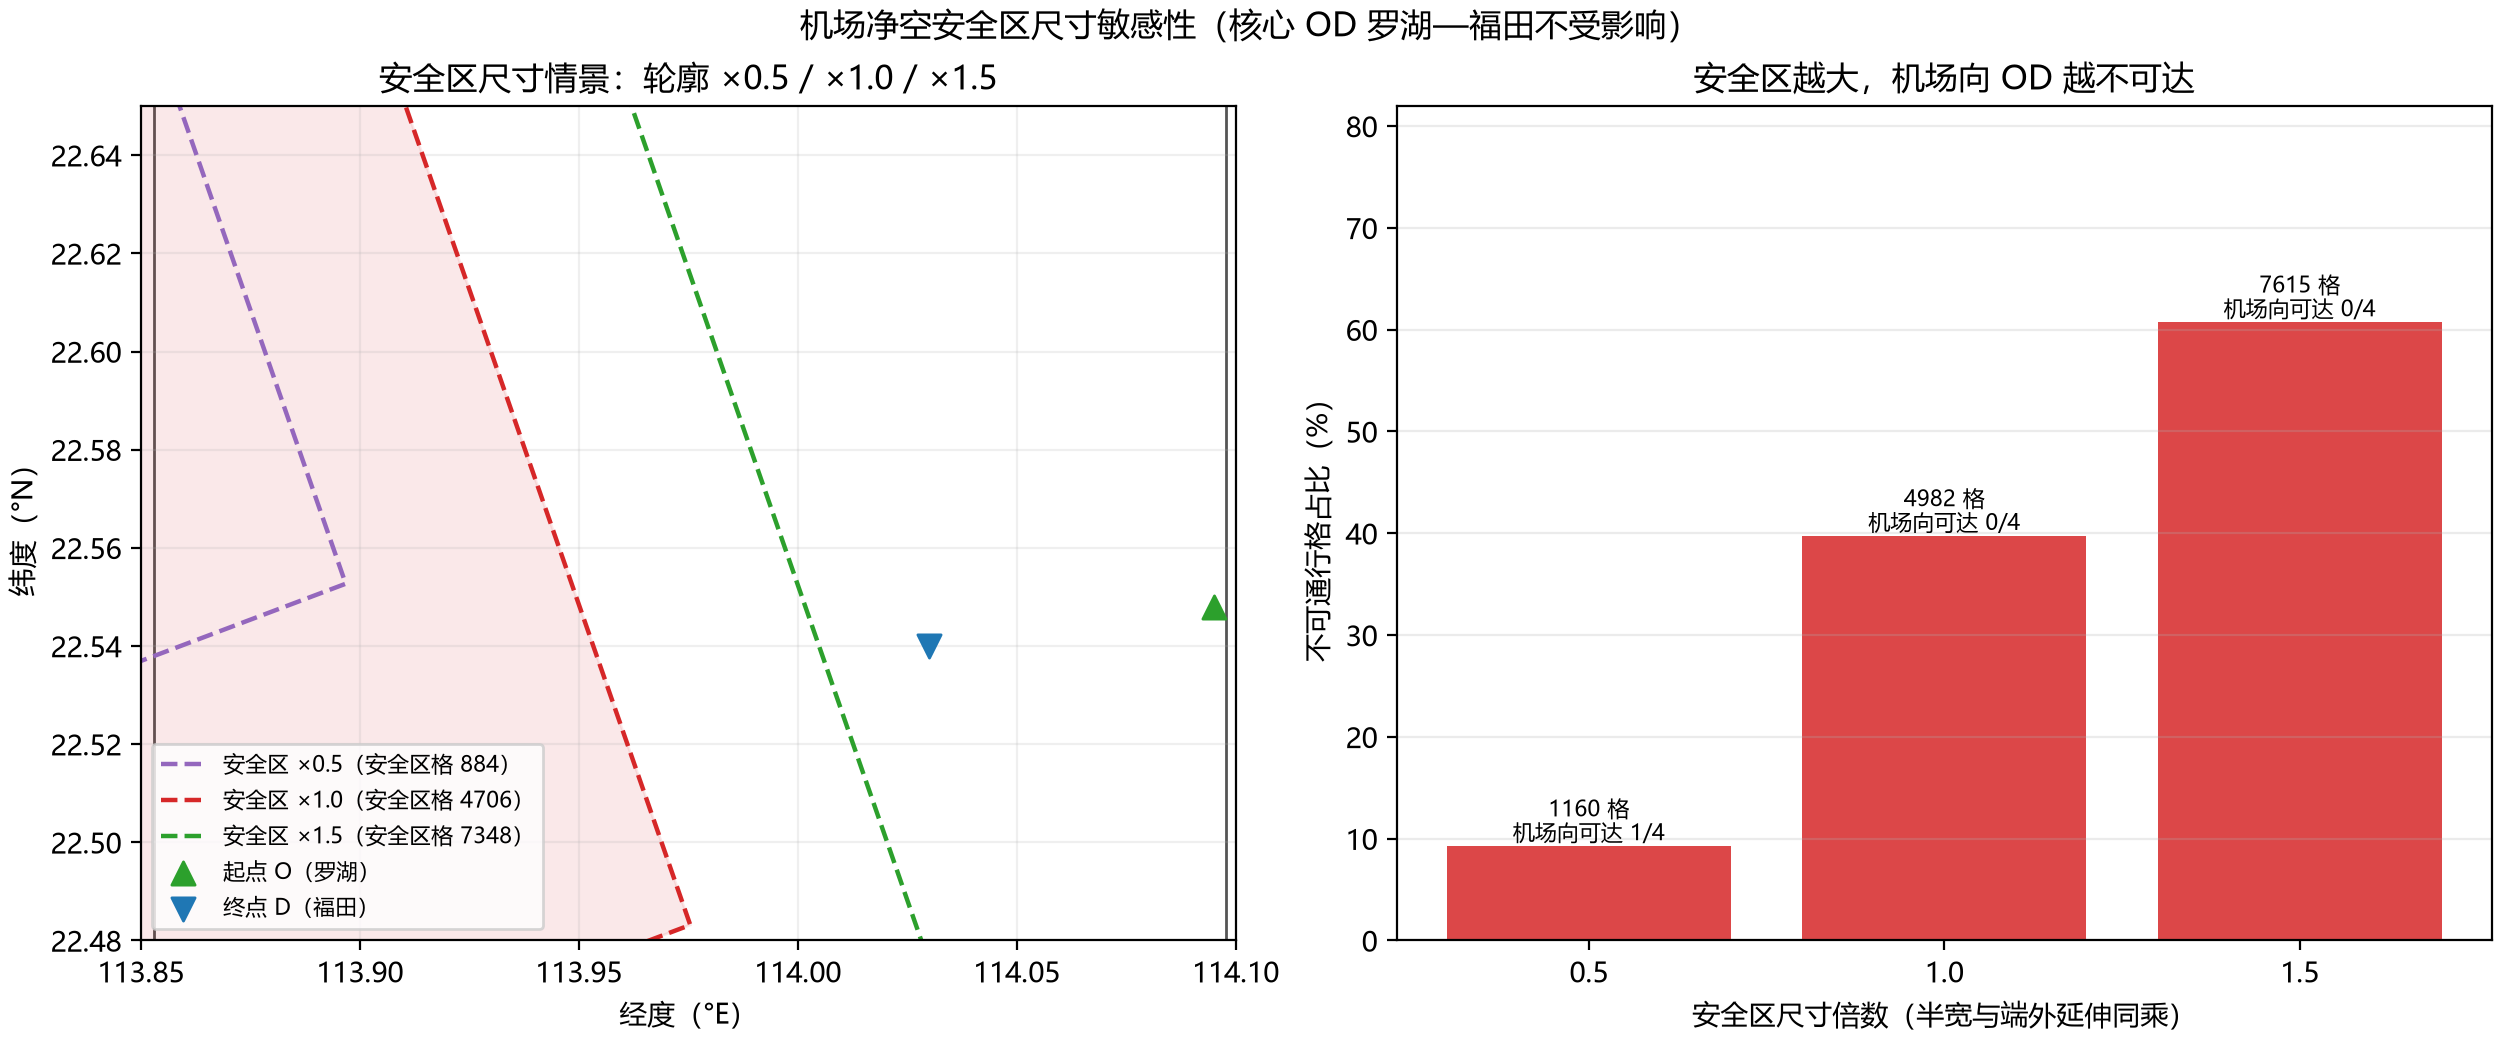 机场净空安全区尺寸敏感性（核心 OD 罗湖—福田不受影响）
安全区尺寸情景：轮廓 ×0.5 / ×1.0 / ×1.5
22.64
22.62
22.60
22.58
22.56
22.54
22.52
22.50
22.48
纬度（°N）
安全区 ×0.5（安全区格 884）
安全区 ×1.0（安全区格 4706）
安全区 ×1.5（安全区格 7348）
起点 O（罗湖）
终点 D（福田）
113.85
113.90
113.95
114.00
114.05
114.10
经度（°E）
安全区越大，机场向 OD 越不可达
80
70
60
50
40
30
20
10
0
不可通行格占比（%）
1160 格
机场向可达 1/4
4982 格
机场向可达 0/4
7615 格
机场向可达 0/4
0.5
1.0
1.5
安全区尺寸倍数（半宽与端外延伸同乘）